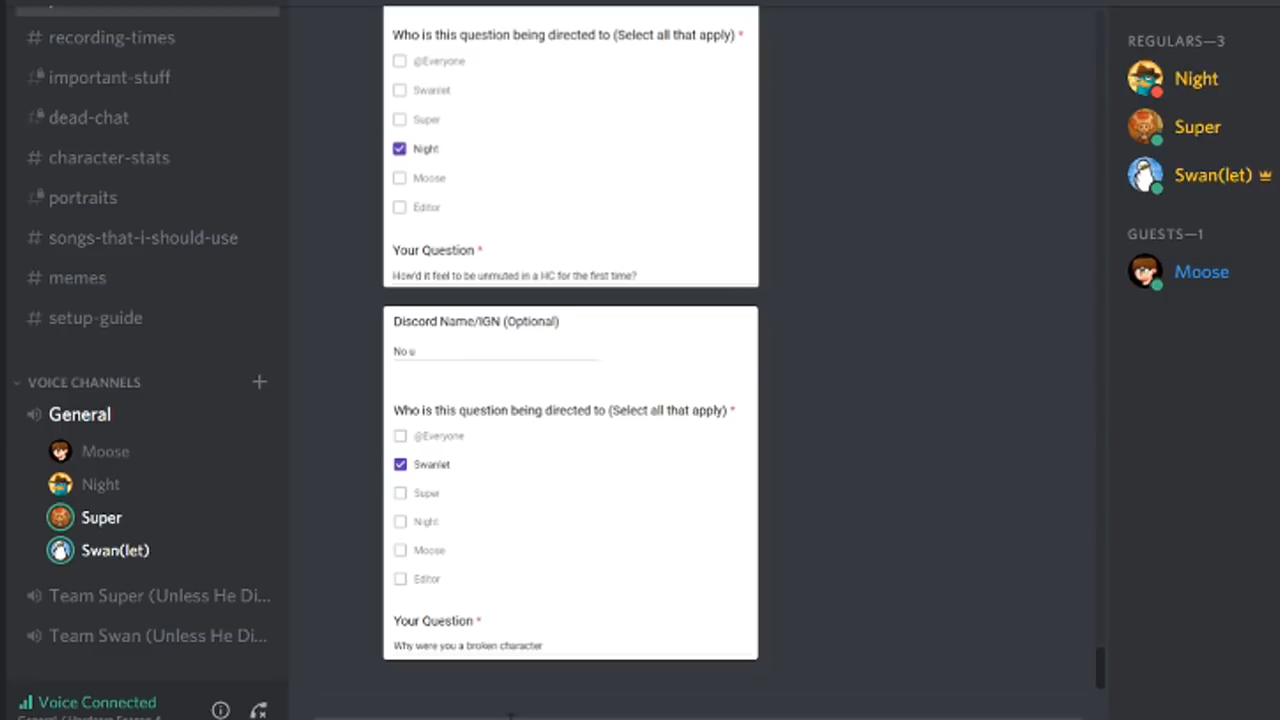 # recording-times
important-stuff
dead-chat
# character-stats
portraits
# songs-that-i-should-use
# memes
# setup-guide
VOICE CHANNELS +
General
Moose
Night
Super
Swan(let)
Team Super (Unless He Di...
Team Swan (Unless He Di...
Voice Connected
Who is this question being directed to (Select all that apply) *
@Everyone
Swanlet
Super
Night
Moose
Editor
Your Question *
How'd it feel to be unmuted in a HC for the first time?
Discord Name/IGN (Optional)
No u
Who is this question being directed to (Select all that apply) *
@Everyone
Swanlet
Super
Night
Moose
Editor
Your Question *
Why were you a broken character
REGULARS—3
Night
Super
Swan(let)
GUESTS—1
Moose